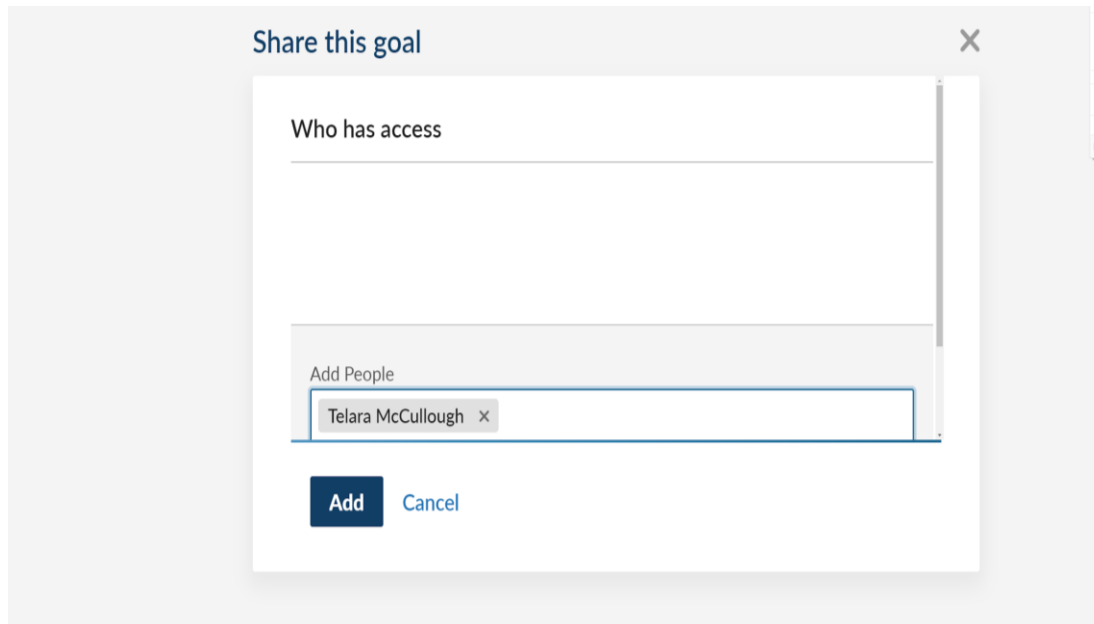 Share this goal
Who has access
Add People
Telara McCullough ×
Add Cancel